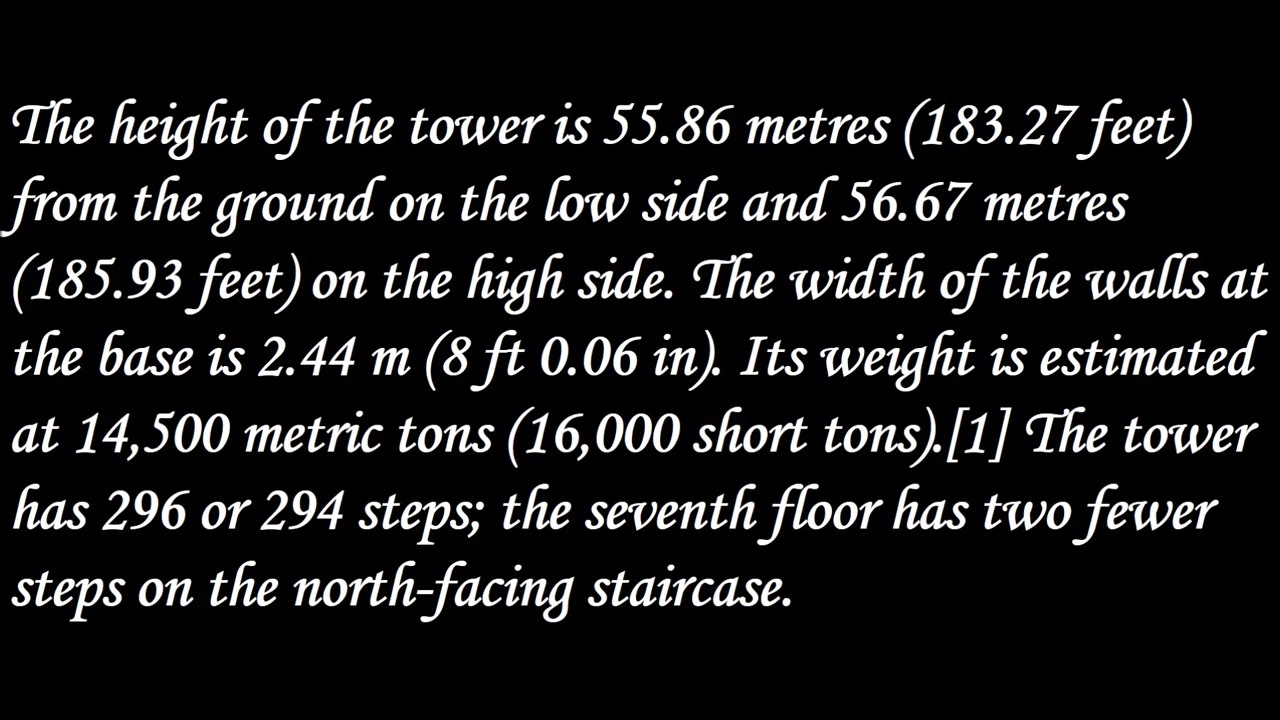 The height of the tower is 55.86 metres (183.27 feet)
from the ground on the low side and 56.67 metres
(185.93 feet) on the high side. The width of the walls at
the base is 2.44 m (8 ft 0.06 in). Its weight is estimated
at 14,500 metric tons (16,000 short tons).[1] The tower
has 296 or 294 steps; the seventh floor has two fewer
steps on the north-facing staircase.